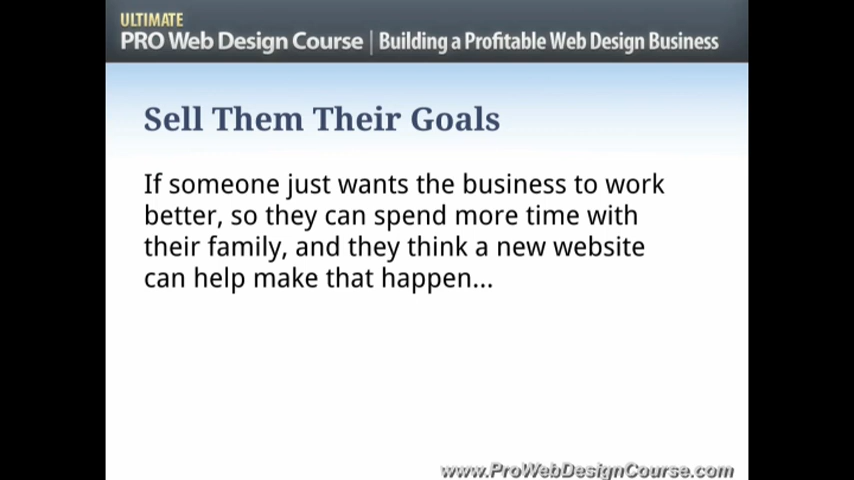 ULTIMATE
PRO Web Design Course | Building a Profitable Web Design Business
Sell Them Their Goals
If someone just wants the business to work
better, so they can spend more time with
their family, and they think a new website
can help make that happen...
www.ProWebDesignCourse.com